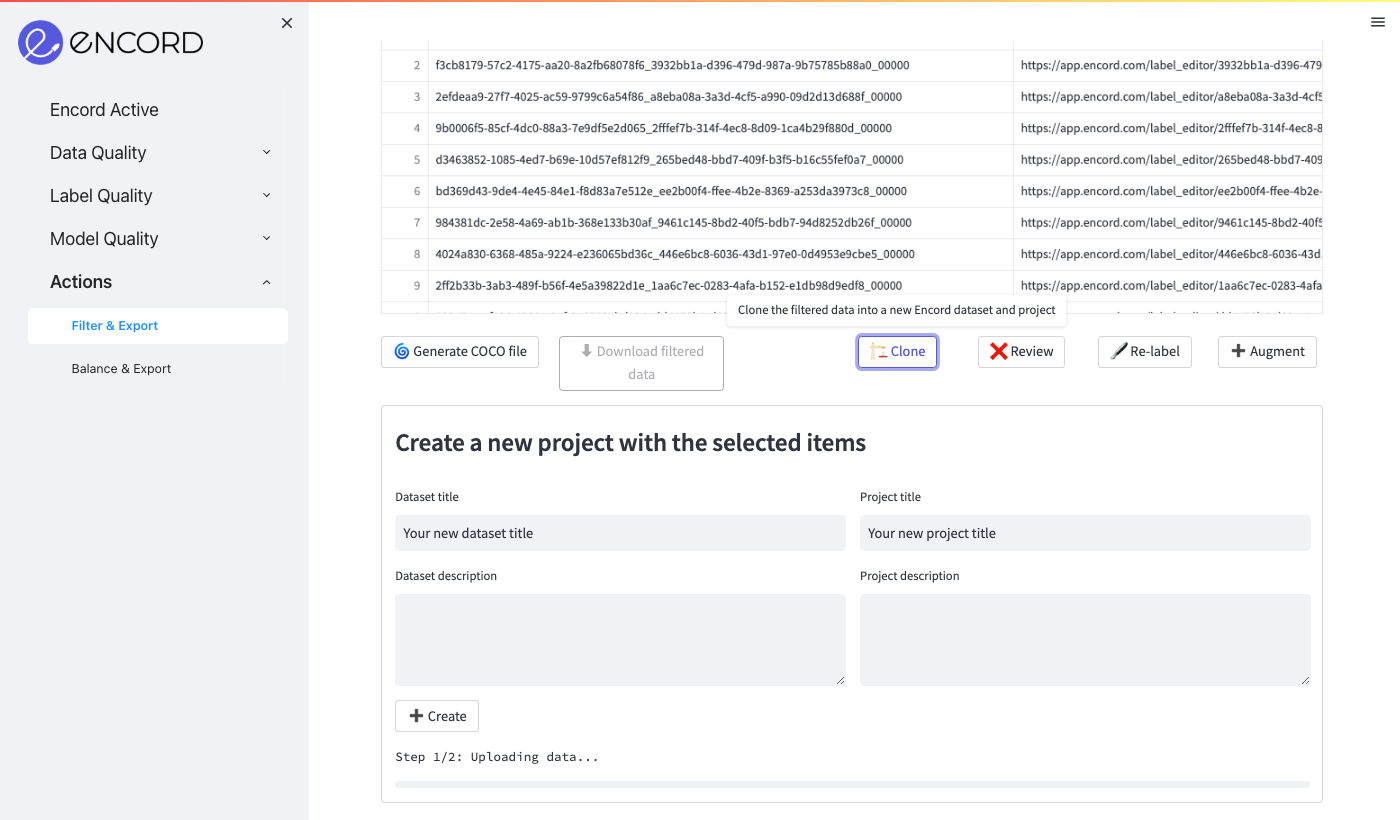 ENCORD
Encord Active
Data Quality
Label Quality
Model Quality
Actions
Filter & Export
Balance & Export
2 f3cb8179-57c2-4175-aa20-8a2fb68078f6_3932bb1a-d396-479d-987a-9b75785b88a0_00000 https://app.encord.com/label_editor/3932bb1a-d396-479
3 2efdeaa9-27f7-4025-ac59-9799c6a54f86_a8eba08a-3a3d-4cf5-a990-09d2d13d688f_00000 https://app.encord.com/label_editor/a8eba08a-3a3d-4cf5
4 9b0006f5-85cf-4dc0-88a3-7e9df5e2d065_2fffef7b-314f-4ec8-8d09-1ca4b29f880d_00000 https://app.encord.com/label_editor/2fffef7b-314f-4ec8-8
5 d3463852-1085-4ed7-b69e-10d57ef812f9_265bed48-bbd7-409f-b3f5-b16c55fef0a7_00000 https://app.encord.com/label_editor/265bed48-bbd7-409
6 bd369d43-9de4-4e45-84e1-f8d83a7e512e_ee2b00f4-ffee-4b2e-8369-a253da3973c8_00000 https://app.encord.com/label_editor/ee2b00f4-ffee-4b2e-
7 984381dc-2e58-4a69-ab1b-368e133b30af_9461c145-8bd2-40f5-bdb7-94d8252db26f_00000 https://app.encord.com/label_editor/9461c145-8bd2-40f5
8 4024a830-6368-485a-9224-e236065bd36c_446e6bc8-6036-43d1-97e0-0d4953e9cbe5_00000 https://app.encord.com/label_editor/446e6bc8-6036-43d
9 2ff2b33b-3ab3-489f-b56f-4e5a39822d1e_1aa6c7ec-0283-4afa-b152-e1db98d9edf8_00000 https://app.encord.com/label_editor/1aa6c7ec-0283-4afa
Clone the filtered data into a new Encord dataset and project
Generate COCO file
Download filtered
data
Clone
Review
Re-label
Augment
Create a new project with the selected items
Dataset title
Project title
Your new dataset title
Your new project title
Dataset description
Project description
Create
Step 1/2: Uploading data...